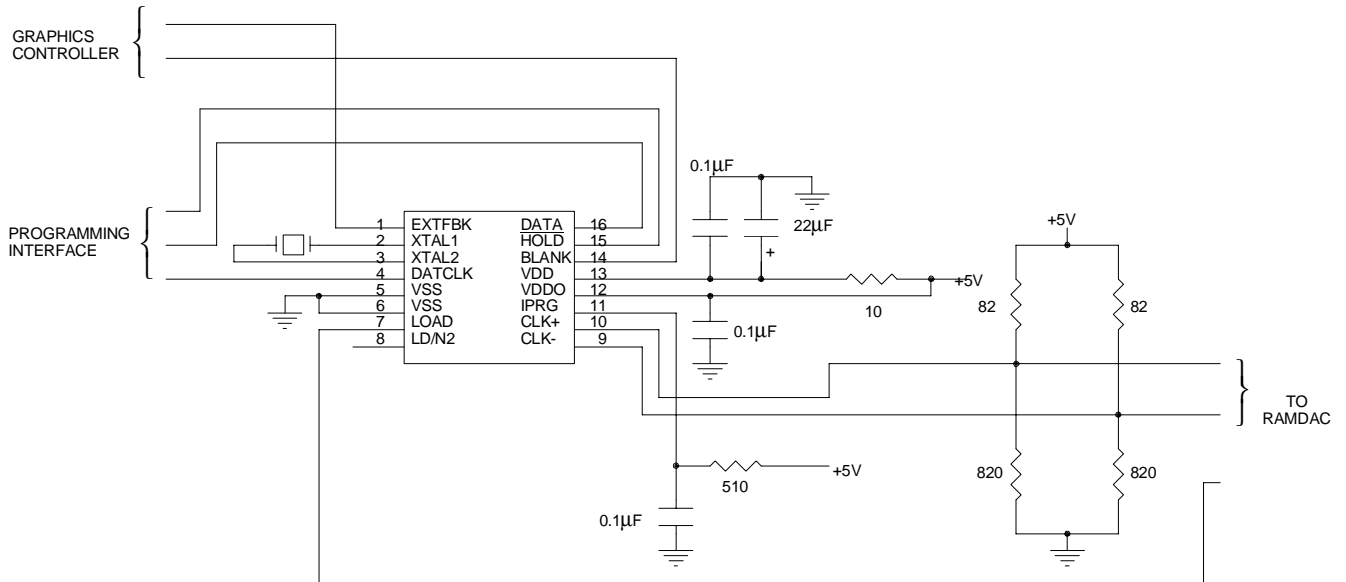 GRAPHICS
CONTROLLER
PROGRAMMING
INTERFACE
1 EXTFBK DATA 16
2 XTAL1 HOLD 15
3 XTAL2 BLANK 14
4 DATCLK VDD 13
5 VSS VDDO 12
6 VSS IPRG 11
7 LOAD CLK+ 10
8 LD/N2 CLK- 9
0.1µF
22µF
+
+5V
10
0.1µF
+5V
82
82
820
820
TO
RAMDAC
+5V
510
0.1µF